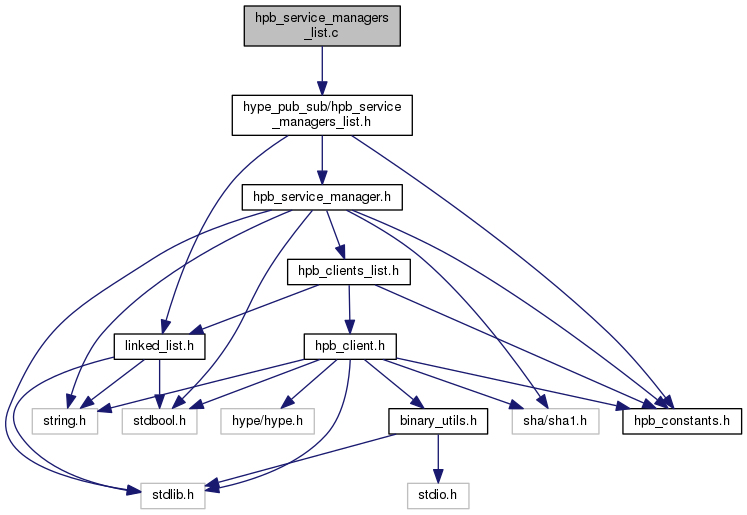 hpb_service_managers
_list.c
hype_pub_sub/hpb_service
_managers_list.h
hpb_service_manager.h
hpb_clients_list.h
linked_list.h
hpb_client.h
string.h
stdbool.h
hype/hype.h
binary_utils.h
sha/sha1.h
hpb_constants.h
stdlib.h
stdio.h